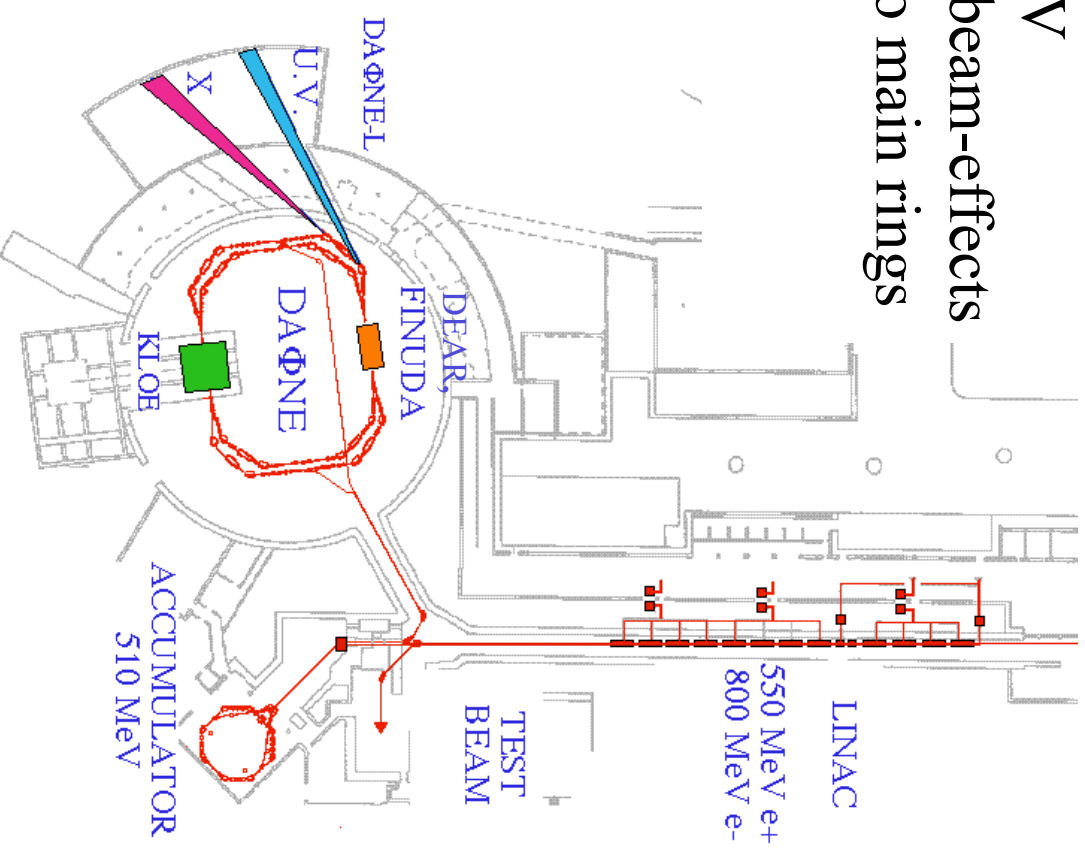 V
beam-effects
o main rings
LINAC
550 MeV e+
800 MeV e-
TEST
BEAM
DEAR,
FINUDA
DAΦNE-L
U.V.
X
DAΦNE
KLOE
ACCUMULATOR
510 MeV